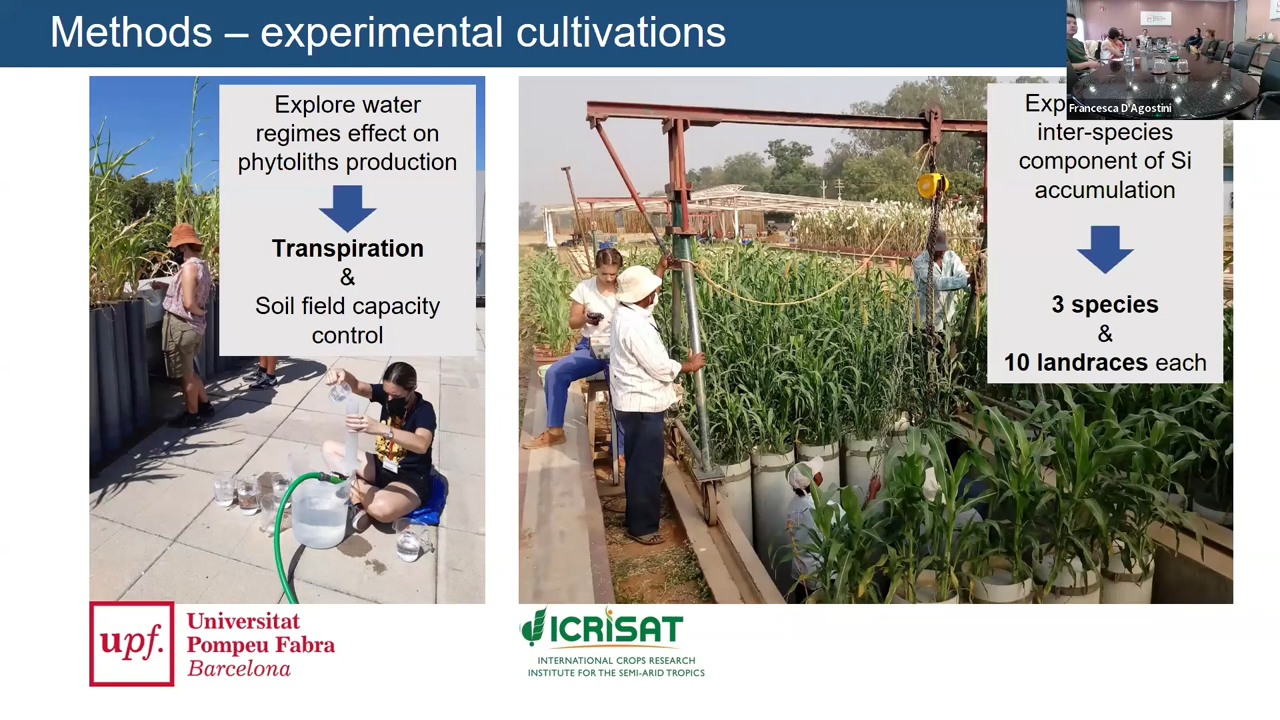 Methods – experimental cultivations
Explore water
regimes effect on
phytoliths production
Transpiration
&
Soil field capacity
control
Francesca D'Agostini
inter-species
component of Si
accumulation
3 species
&
10 landraces each
upf.
Universitat
Pompeu Fabra
Barcelona
ICRISAT
INTERNATIONAL CROPS RESEARCH
INSTITUTE FOR THE SEMI-ARID TROPICS